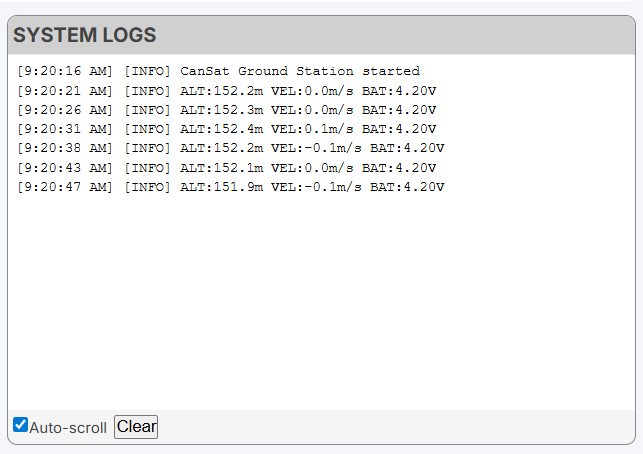 SYSTEM LOGS
[9:20:16 AM] [INFO] CanSat Ground Station started
[9:20:21 AM] [INFO] ALT:152.2m VEL:0.0m/s BAT:4.20V
[9:20:26 AM] [INFO] ALT:152.3m VEL:0.0m/s BAT:4.20V
[9:20:31 AM] [INFO] ALT:152.4m VEL:0.1m/s BAT:4.20V
[9:20:38 AM] [INFO] ALT:152.2m VEL:-0.1m/s BAT:4.20V
[9:20:43 AM] [INFO] ALT:152.1m VEL:0.0m/s BAT:4.20V
[9:20:47 AM] [INFO] ALT:151.9m VEL:-0.1m/s BAT:4.20V
Auto-scroll Clear